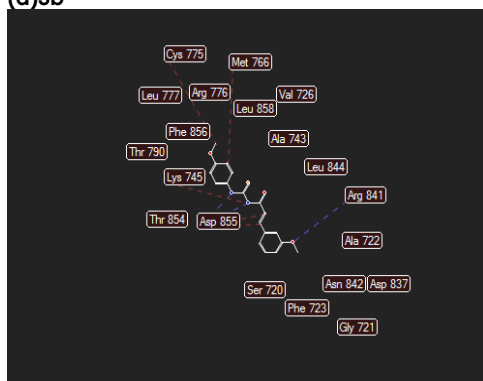 (d)5b
Cys 775
Met 766
Leu 777
Arg 776
Val 726
Leu 858
Phe 856
Ala 743
Thr 790
Leu 844
Lys 745
Arg 841
Thr 854
Asp 855
Ala 722
Ser 720
Asn 842
Asp 837
Phe 723
Gly 721